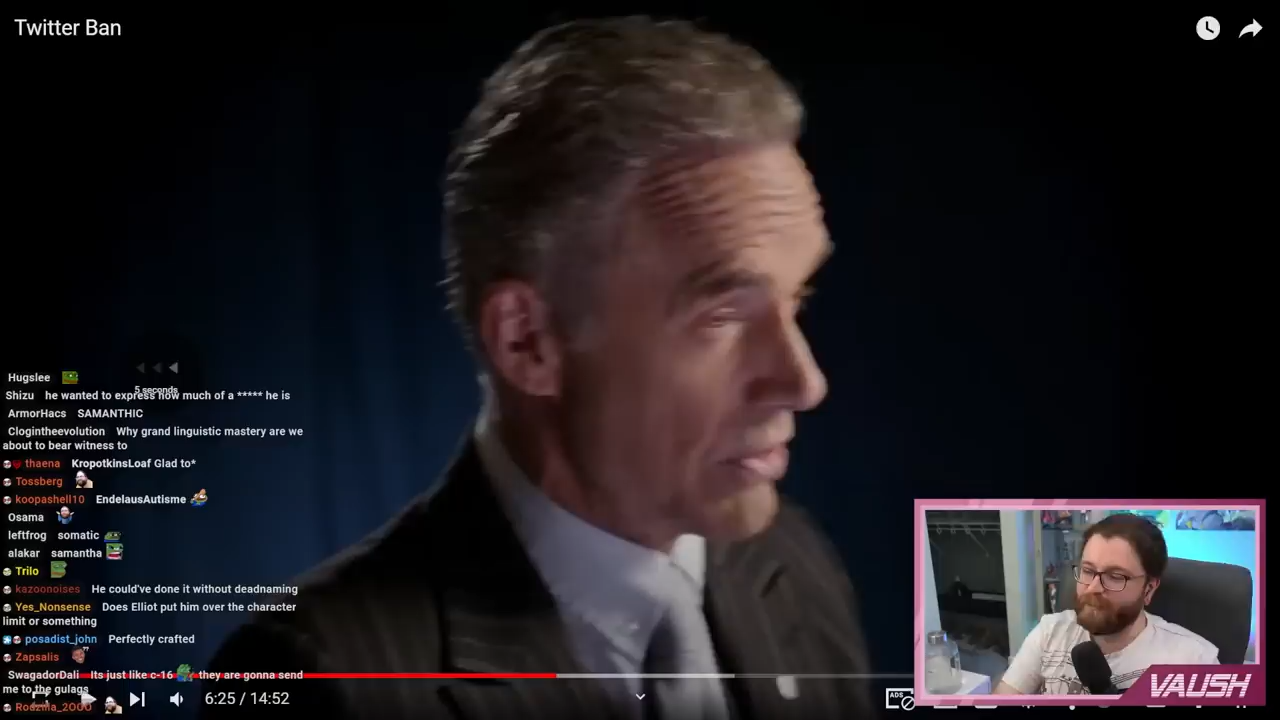 Twitter Ban
5 seconds
Hugslee
Shizu he wanted to express how much of a ***** he is
ArmorHacs SAMANTHIC
Clogintheevolution Why grand linguistic mastery are we
about to bear witness to
thaena KropotkinsLoaf Glad to*
Tossberg
koopashell10 EndelausAutisme
Osama
leftfrog somatic
alakar samantha
Trilo
kazoonoises He could've done it without deadnaming
Yes_Nonsense Does Elliot put him over the character
limit or something
posadist_john Perfectly crafted
Zapsalis
SwagadorDali Its just like c-16 they are gonna send
me to the gulags
Rodzilla_2000
6:25 / 14:52
ADS
VAUSH